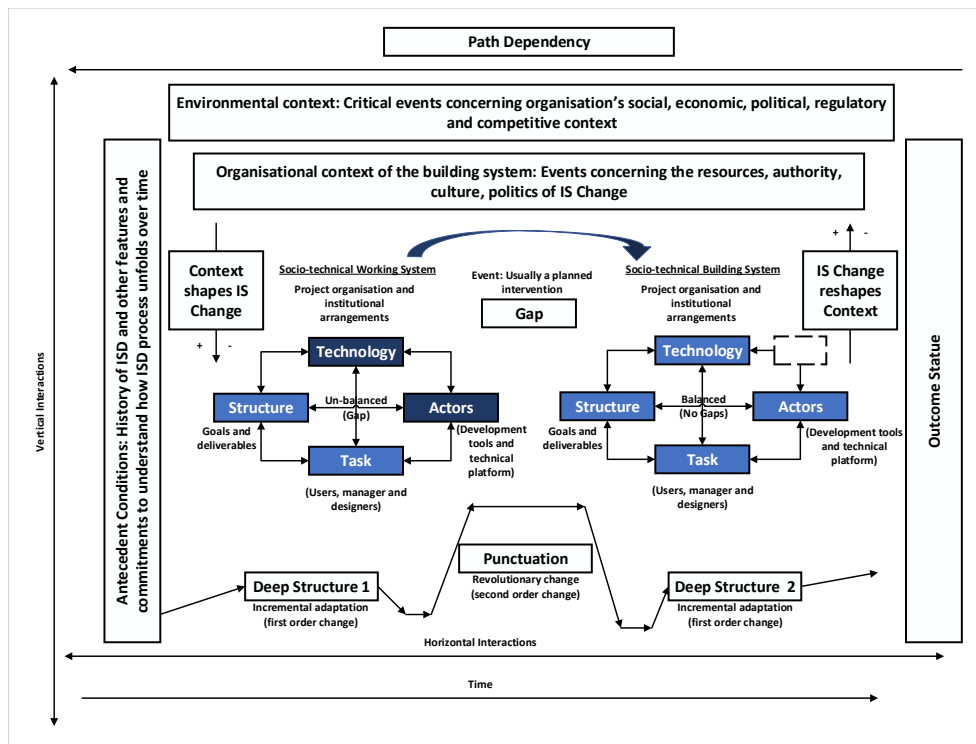 Path Dependency
Environmental context: Critical events concerning organisation's social, economic, political, regulatory
and competitive context
Organisational context of the building system: Events concerning the resources, authority,
culture, politics of IS Change
Antecedent Conditions: History of ISD and other features and
commitments to understand how ISD process unfolds over time
Vertical Interactions
Context
shapes IS
Change
+ -
Socio-technical Working System
Project organisation and
institutional
arrangements
Event: Usually a planned
intervention
Gap
Socio-technical Building System
Project organisation and
institutional
arrangements
+ -
IS Change
reshapes
Context
Outcome Statue
Technology
Structure
Un-balanced
(Gap)
Actors
Goals and
deliverables
Task
(Development
tools and
technical
platform)
(Users, manager and
designers)
Technology
Structure
Balanced
(No Gaps)
Actors
Goals and
deliverables
Task
(Development tools
and technical
platform)
(Users, manager and
designers)
Deep Structure 1
Incremental adaptation
(first order change)
Punctuation
Revolutionary change
(second order change)
Deep Structure 2
Incremental adaptation
(first order change)
Horizontal Interactions
Time